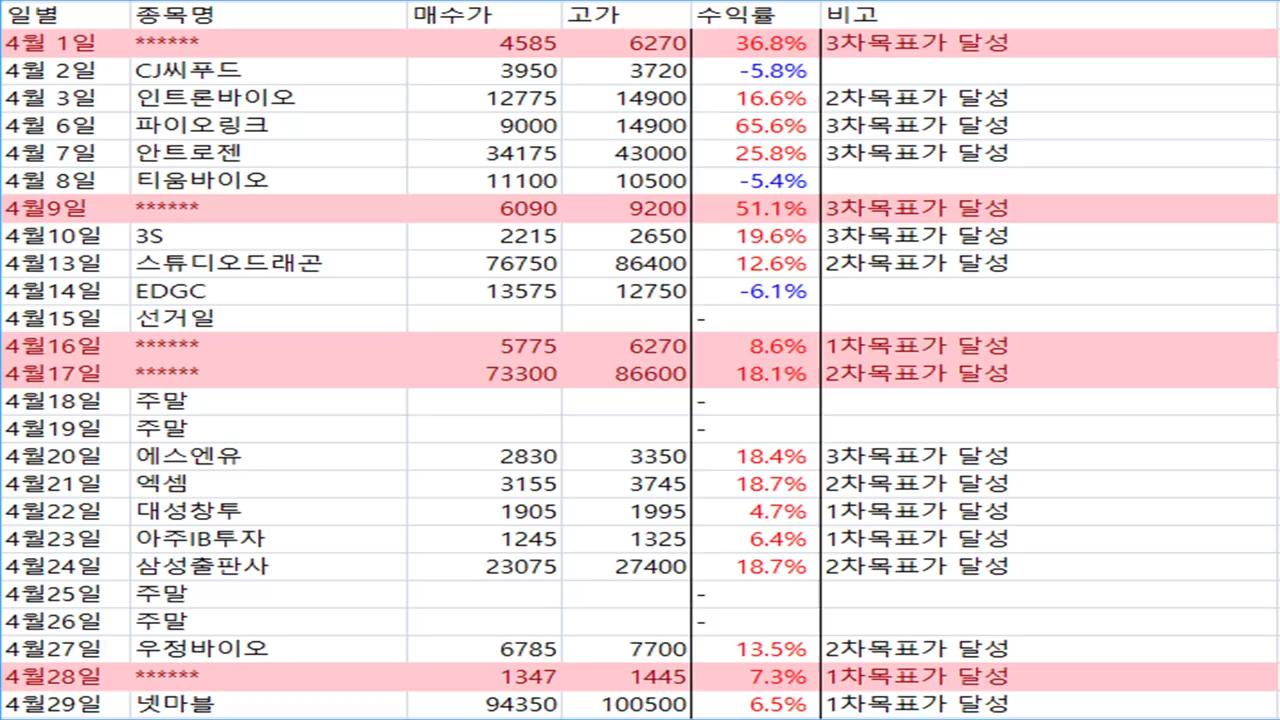 일별 종목명 매수가 고가 수익률 비고
4월 1일 ****** 4585 6270 36.8% 3차목표가 달성
4월 2일 CJ씨푸드 3950 3720 -5.8%
4월 3일 인트론바이오 12775 14900 16.6% 2차목표가 달성
4월 6일 파이오링크 9000 14900 65.6% 3차목표가 달성
4월 7일 안트로젠 34175 43000 25.8% 3차목표가 달성
4월 8일 티움바이오 11100 10500 -5.4%
4월9일 ****** 6090 9200 51.1% 3차목표가 달성
4월10일 3S 2215 2650 19.6% 3차목표가 달성
4월13일 스튜디오드래곤 76750 86400 12.6% 2차목표가 달성
4월14일 EDGC 13575 12750 -6.1%
4월15일 선거일 -
4월16일 ****** 5775 6270 8.6% 1차목표가 달성
4월17일 ****** 73300 86600 18.1% 2차목표가 달성
4월18일 주말 -
4월19일 주말 -
4월20일 에스엔유 2830 3350 18.4% 3차목표가 달성
4월21일 엑셈 3155 3745 18.7% 2차목표가 달성
4월22일 대성창투 1905 1995 4.7% 1차목표가 달성
4월23일 아주IB투자 1245 1325 6.4% 1차목표가 달성
4월24일 삼성출판사 23075 27400 18.7% 2차목표가 달성
4월25일 주말 -
4월26일 주말 -
4월27일 우정바이오 6785 7700 13.5% 2차목표가 달성
4월28일 ****** 1347 1445 7.3% 1차목표가 달성
4월29일 넷마블 94350 100500 6.5% 1차목표가 달성